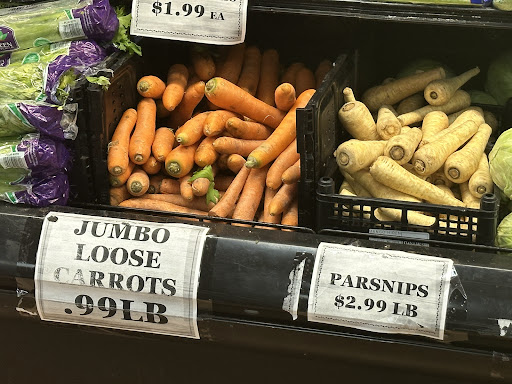 $1.99 EA
JUMBO
LOOSE
CARROTS
.99LB
PARSNIPS
$2.99 LB